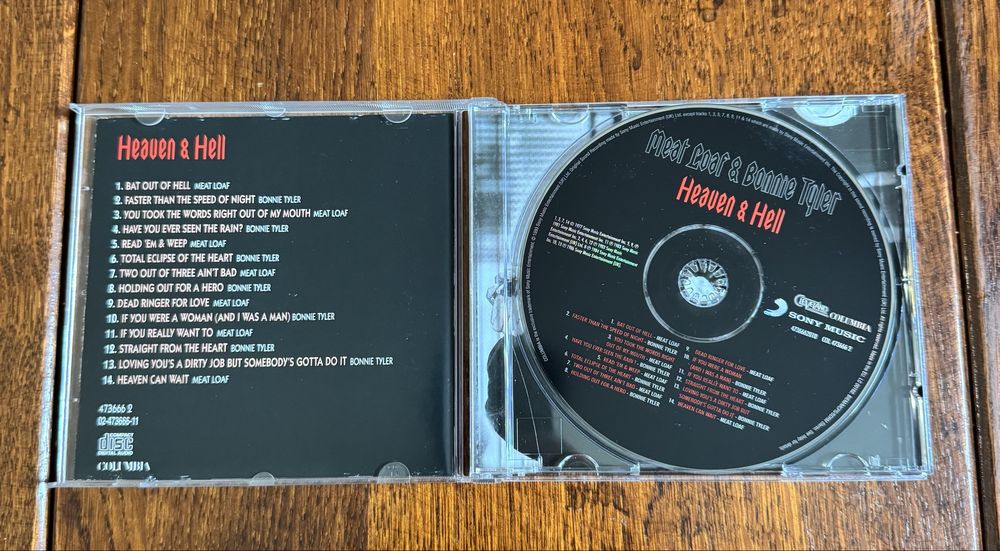 Heaven & Hell
1. BAT OUT OF HELL MEAT LOAF
2. FASTER THAN THE SPEED OF NIGHT BONNIE TYLER
3. YOU TOOK THE WORDS RIGHT OUT OF MY MOUTH MEAT LOAF
4. HAVE YOU EVER SEEN THE RAIN? BONNIE TYLER
5. READ 'EM & WEEP MEAT LOAF
6. TOTAL ECLIPSE OF THE HEART BONNIE TYLER
7. TWO OUT OF THREE AIN'T BAD MEAT LOAF
8. HOLDING OUT FOR A HERO BONNIE TYLER
9. DEAD RINGER FOR LOVE MEAT LOAF
10. IF YOU WERE A WOMAN (AND I WAS A MAN) BONNIE TYLER
11. IF YOU REALLY WANT TO MEAT LOAF
12. STRAIGHT FROM THE HEART BONNIE TYLER
13. LOVING YOU'S A DIRTY JOB BUT SOMEBODY'S GOTTA DO IT BONNIE TYLER
14. HEAVEN CAN WAIT MEAT LOAF
473666 2
02-473666-11
COMPACT
disc
DIGITAL AUDIO
COLUMBIA
Meat Loaf & Bonnie Tyler
Heaven & Hell
CLEVELAND COLUMBIA
SONY MUSIC
COL 473666 2
1. BAT OUT OF HELL - MEAT LOAF
2. FASTER THAN THE SPEED OF NIGHT - BONNIE TYLER
3. YOU TOOK THE WORDS RIGHT
OUT OF MY MOUTH - MEAT LOAF
4. HAVE YOU EVER SEEN THE RAIN - BONNIE TYLER
5. READ 'EM & WEEP - MEAT LOAF
6. TOTAL ECLIPSE OF THE HEART - BONNIE TYLER
7. TWO OUT OF THREE AIN'T BAD - MEAT LOAF
8. HOLDING OUT FOR A HERO - BONNIE TYLER
9. DEAD RINGER FOR LOVE - MEAT LOAF
10. IF YOU WERE A WOMAN
(AND I WAS A MAN) - BONNIE TYLER
11. IF YOU REALLY WANT TO - MEAT LOAF
12. STRAIGHT FROM THE HEART - BONNIE TYLER
13. LOVING YOU'S A DIRTY JOB BUT
SOMEBODY'S GOTTA DO IT - BONNIE TYLER
14. HEAVEN CAN WAIT - MEAT LOAF